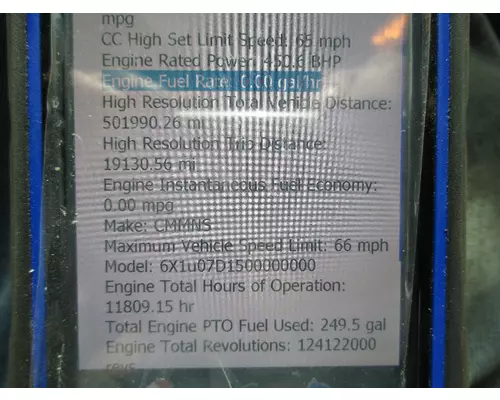 mpg
CC High Set Limit Speed: 65 mph
Engine Rated Power: 450.6 BHP
Engine Fuel Rate: 0.00 gal/hr
High Resolution Total Vehicle Distance:
501990.26 mi
High Resolution Trip Distance:
19130.56 mi
Engine Instantaneous Fuel Economy:
0.00 mpg
Make: CMMNS
Maximum Vehicle Speed Limit: 66 mph
Model: 6X1u07D1500000000
Engine Total Hours of Operation:
11809.15 hr
Total Engine PTO Fuel Used: 249.5 gal
Engine Total Revolutions: 124122000
revs